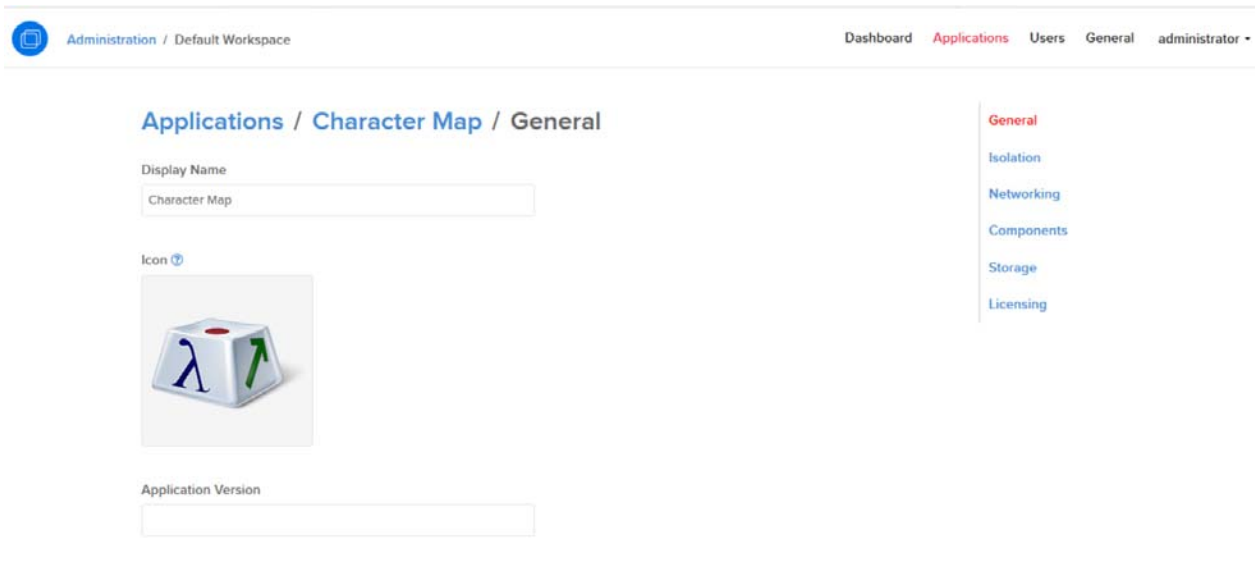 Administration / Default Workspace
Dashboard Applications Users General administrator
Applications / Character Map / General
Display Name
Character Map
Icon ?
λ
Application Version
General
Isolation
Networking
Components
Storage
Licensing